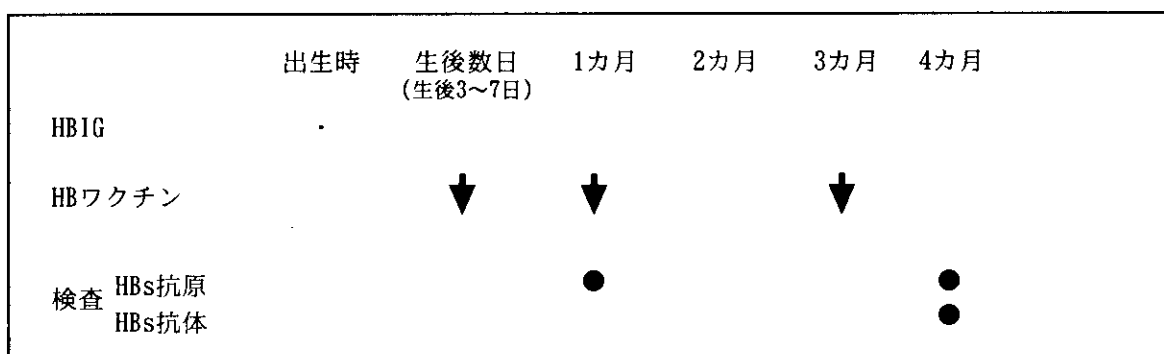 出生時 生後数日 1カ月 2カ月 3カ月 4カ月
(生後3～7日)
HBIG
HBワクチン
検査 HBs抗原
HBs抗体